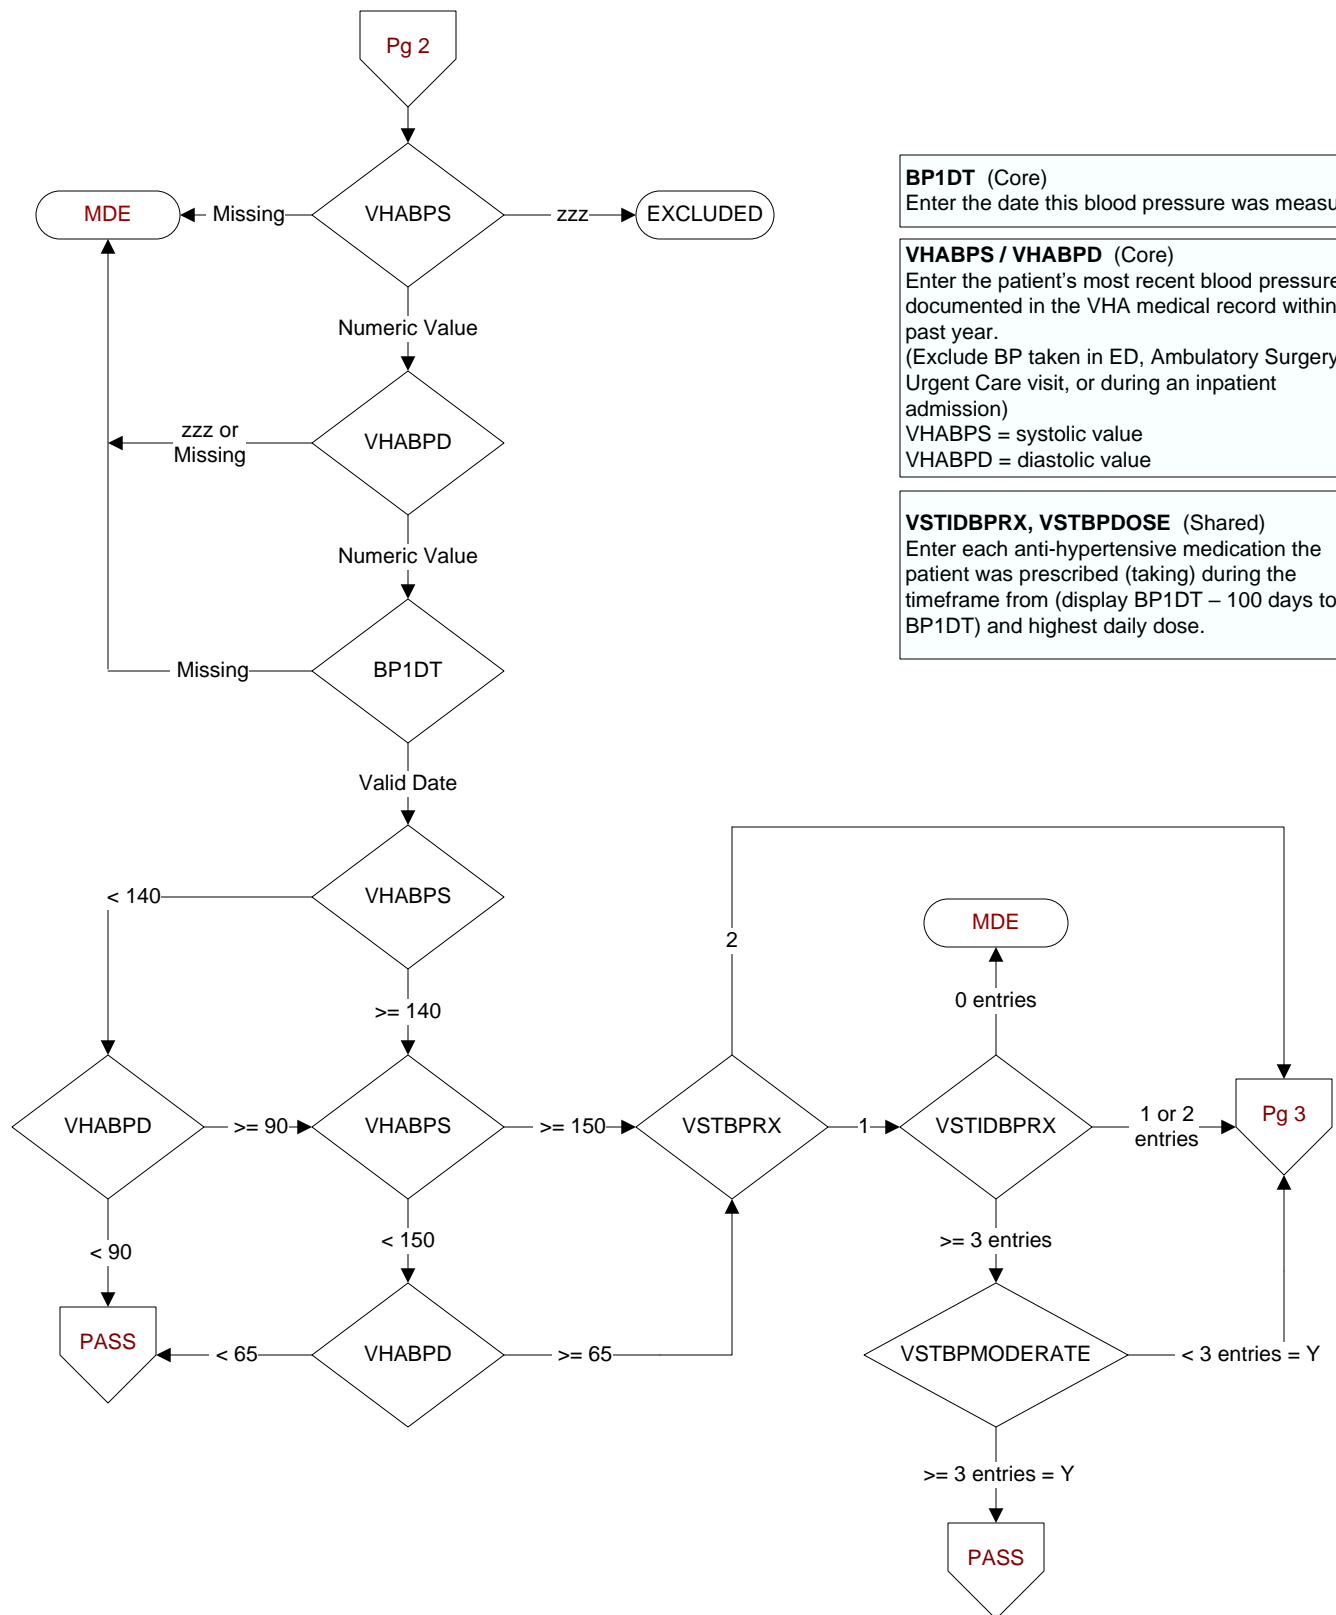 Pg 2
MDE
Missing
VHABPS
zzz
EXCLUDED
Numeric Value
zzz or
Missing
VHABPD
Numeric Value
Missing
BP1DT
Valid Date
< 140
VHABPS
>= 140
VHABPD
>= 90
VHABPS
>= 150
VSTBPRX
2
1
VSTIDBPRX
0 entries
MDE
1 or 2
entries
Pg 3
< 90
< 150
>= 3 entries
PASS
< 65
VHABPD
>= 65
VSTBPMODERATE
< 3 entries = Y
>= 3 entries = Y
PASS
BP1DT (Core)
Enter the date this blood pressure was
VHABPS / VHABPD (Core)
Enter the patient’s most recent blood pressure
documented in the VHA medical record within
past year.
(Exclude BP taken in ED, Ambulatory Surgery
Urgent Care visit, or during an inpatient
admission)
VHABPS = systolic value
VHABPD = diastolic value
VSTIDBPRX, VSTBPDOSE (Shared)
Enter each anti-hypertensive medication the
patient was prescribed (taking) during the
timeframe from (display BP1DT – 100 days to
BP1DT) and highest daily dose.